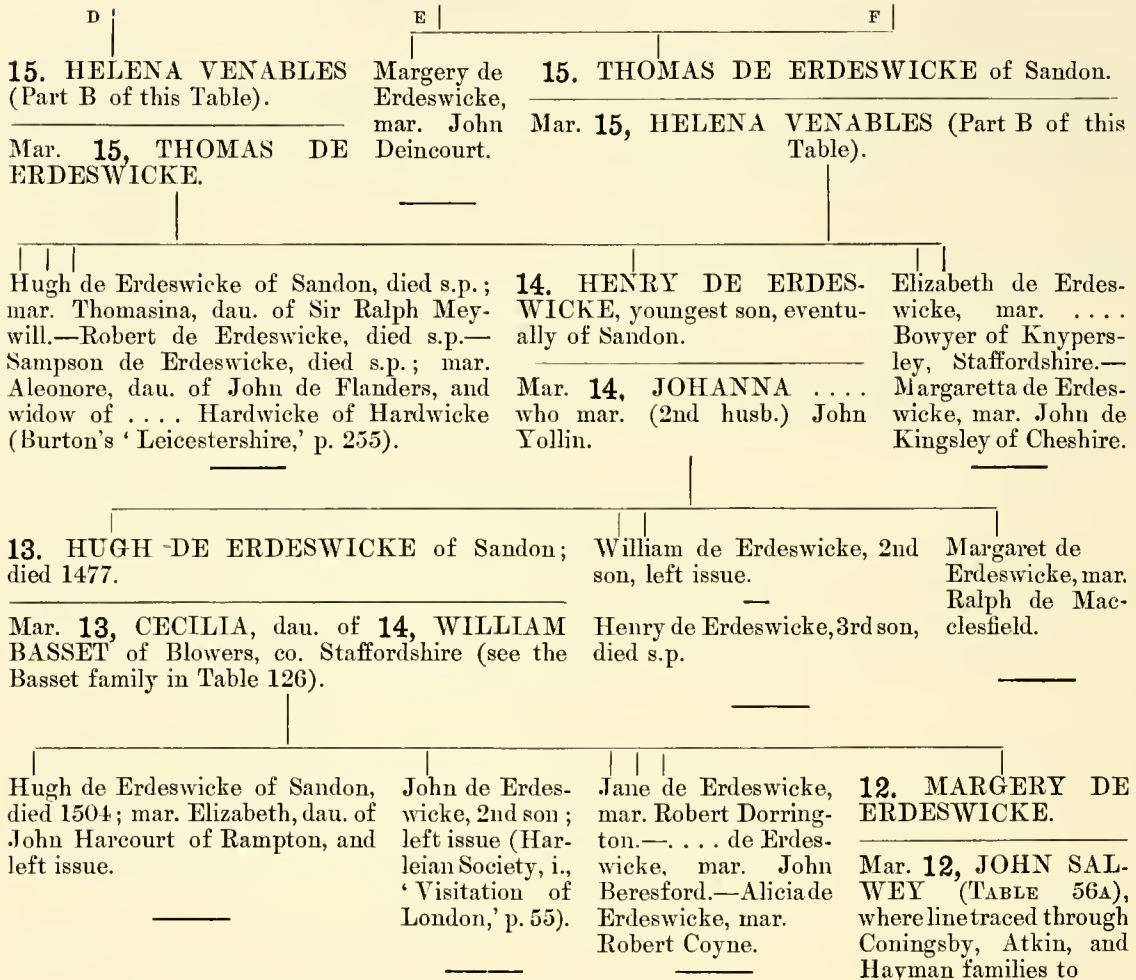 D
E
F
15. HELENA VENABLES
(Part B of this Table).
Mar. 15, THOMAS DE
ERDESWICKE.
Margery de
Erdeswicke,
mar. John
Deincourt.
15. THOMAS DE ERDESWICKE of Sandon.
Mar. 15, HELENA VENABLES (Part B of this
Table).
Hugh de Erdeswicke of Sandon, died s.p.;
mar. Thomasina, dau. of Sir Ralph Mey-
will.—Robert de Erdeswicke, died s.p.—
Sampson de Erdeswicke, died s.p.; mar.
Aleonore, dau. of John de Flanders, and
widow of .... Hardwicke of Hardwicke
(Burton's ‘Leicestershire,’ p. 255).
14. HENRY DE ERDES-
WICKE, youngest son, eventu-
ally of Sandon.
Mar. 14, JOHANNA ....
who mar. (2nd husb.) John
Yollin.
Elizabeth de Erdes-
wicke, mar. ....
Bowyer of Knypers-
ley, Staffordshire.—
Margaretta de Erdes-
wicke, mar. John de
Kingsley of Cheshire.
13. HUGH DE ERDESWICKE of Sandon;
died 1477.
Mar. 13, CECILIA, dau. of 14, WILLIAM
BASSET of Blowers, co. Staffordshire (see the
Basset family in Table 126).
William de Erdeswicke, 2nd
son, left issue.
Henry de Erdeswicke, 3rd son,
died s.p.
Margaret de
Erdeswicke, mar.
Ralph de Mac-
clesfield.
Hugh de Erdeswicke of Sandon,
died 1504; mar. Elizabeth, dau. of
John Harcourt of Rampton, and
left issue.
John de Erdes-
wicke, 2nd son;
left issue (Har-
leian Society, i.,
‘Visitation of
London,’ p. 55).
Jane de Erdeswicke,
mar. Robert Dorring-
ton.—.... de Erdes-
wicke, mar. John
Beresford.—Alicia de
Erdeswicke, mar.
Robert Coyne.
12. MARGERY DE
ERDESWICKE.
Mar. 12, JOHN SAL-
WEY (TABLE 56A),
where line traced through
Coningsby, Atkin, and
Hayman families to